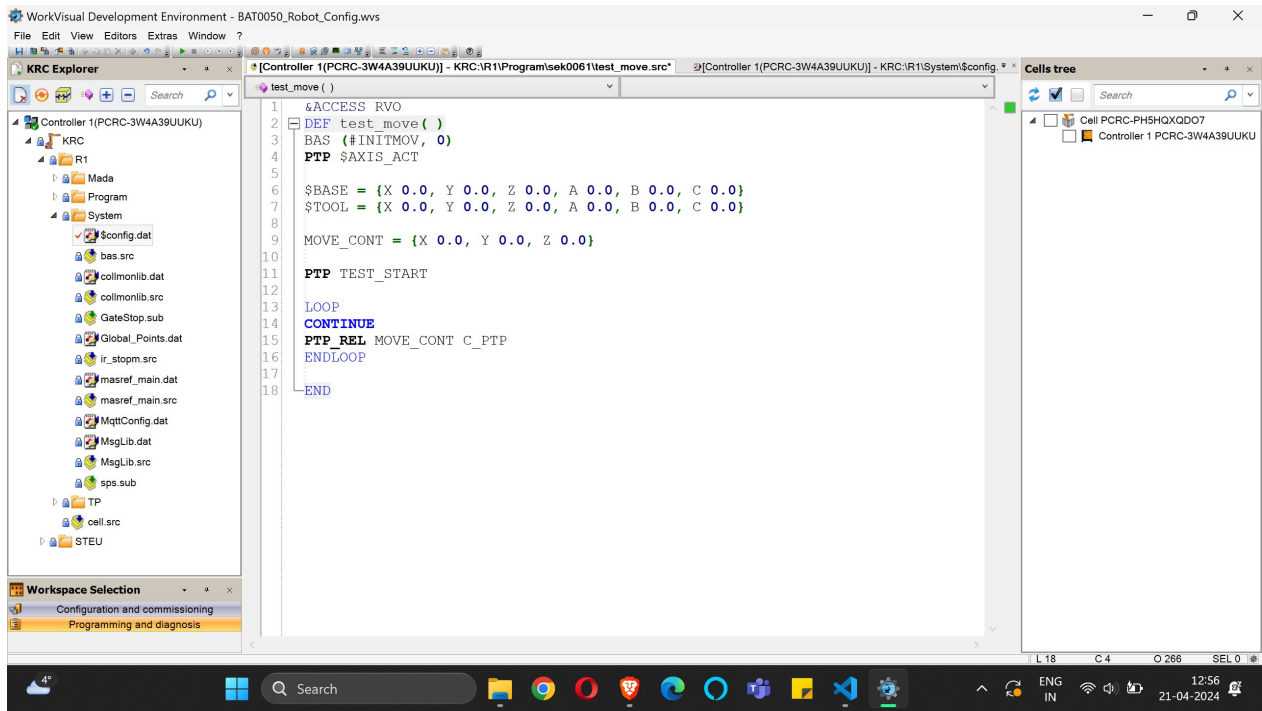 WorkVisual Development Environment - BAT0050_Robot_Config.wvs
File Edit View Editors Extras Window ?
KRC Explorer
Search
Controller 1(PCRC-3W4A39UUKU)
KRC
R1
Mada
Program
System
$config.dat
bas.src
collmonlib.dat
collmonlib.src
GateStop.sub
Global_Points.dat
ir_stopm.src
masref_main.dat
masref_main.src
MqttConfig.dat
MsgLib.dat
MsgLib.src
sps.sub
TP
cell.src
STEU
Workspace Selection
Configuration and commissioning
Programming and diagnosis
[Controller 1(PCRC-3W4A39UUKU)] - KRC:\R1\Program\sek0061\test_move.src* [Controller 1(PCRC-3W4A39UUKU)] - KRC:\R1\System\$config.
test_move ( )
1 &ACCESS RVO
2 DEF test_move( )
3 BAS (#INITMOV, 0)
4 PTP $AXIS_ACT
5
6 $BASE = {X 0.0, Y 0.0, Z 0.0, A 0.0, B 0.0, C 0.0}
7 $TOOL = {X 0.0, Y 0.0, Z 0.0, A 0.0, B 0.0, C 0.0}
8
9 MOVE_CONT = {X 0.0, Y 0.0, Z 0.0}
10
11 PTP TEST_START
12
13 LOOP
14 CONTINUE
15 PTP_REL MOVE_CONT C_PTP
16 ENDLOOP
17
18 END
Cells tree
Search
Cell PCRC-PH5HQXQDO7
Controller 1 PCRC-3W4A39UUKU
L 18 C 4 O 266 SEL 0
4°
Search
ENG
IN
12:56
21-04-2024